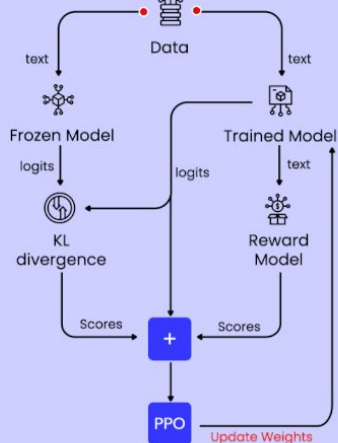 Data
text
text
Frozen Model
Trained Model
logits
logits
text
KL
divergence
Reward
Model
Scores
Scores
+
PPO
Update Weights